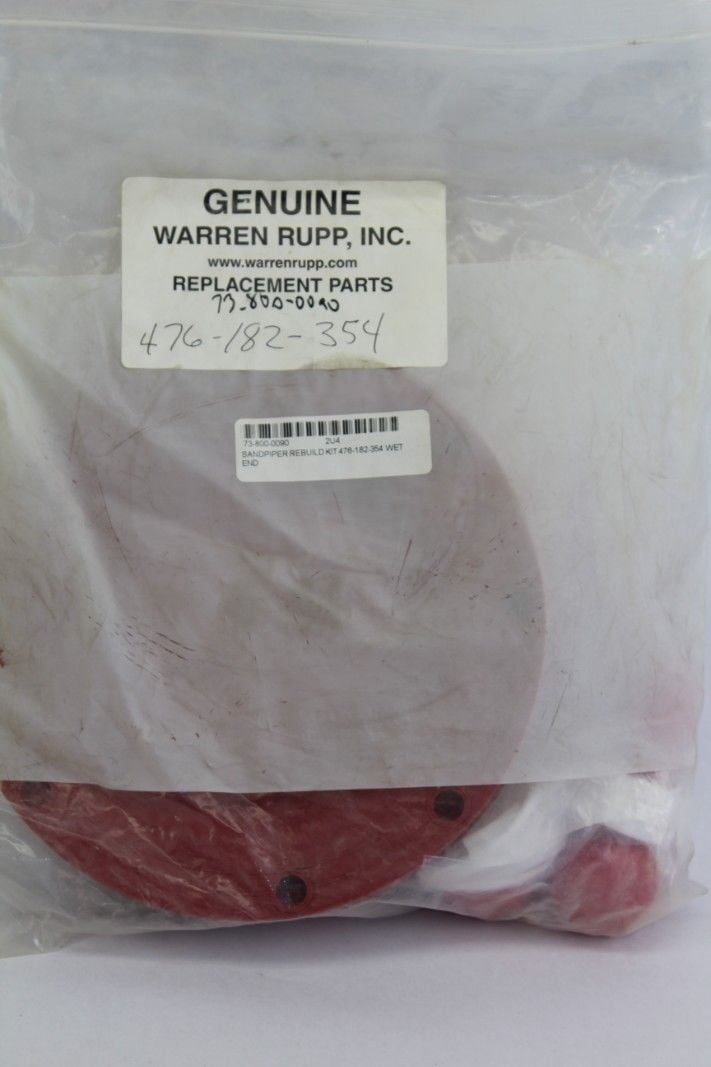 GENUINE
WARREN RUPP, INC.
www.warrenrupp.com
REPLACEMENT PARTS
73-800-0090
476-182-354
73-800-0090 2U4
SANDPIPER REBUILD KIT 476-182-354 WET
END